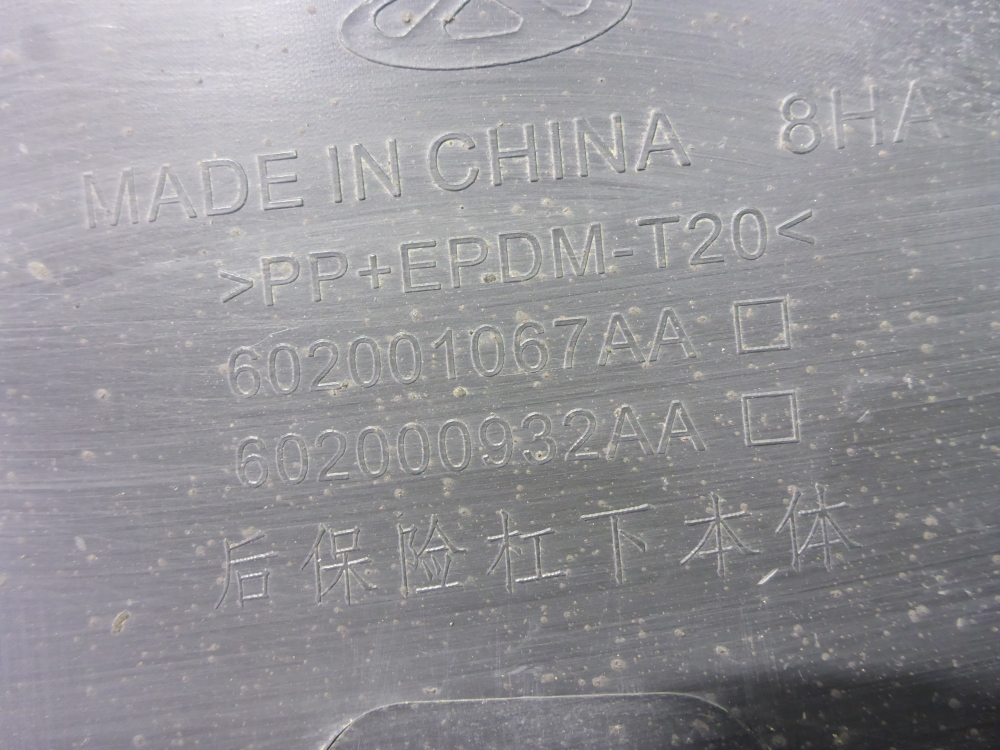 MADE IN CHINA 8HA
>PP+EPDM-T20<
602001067AA □
602000932AA □
后保险杠下本体